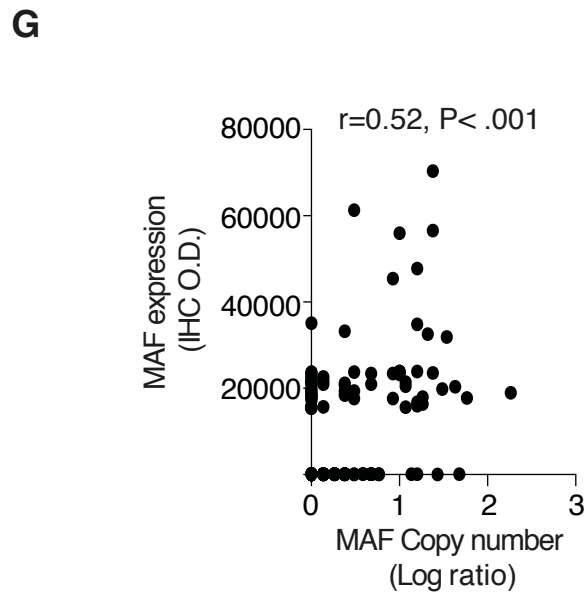 G
r=0.52, P< .001
80000
60000
40000
20000
MAF expression
(IHC O.D.)
0 1 2 3
MAF Copy number
(Log ratio)